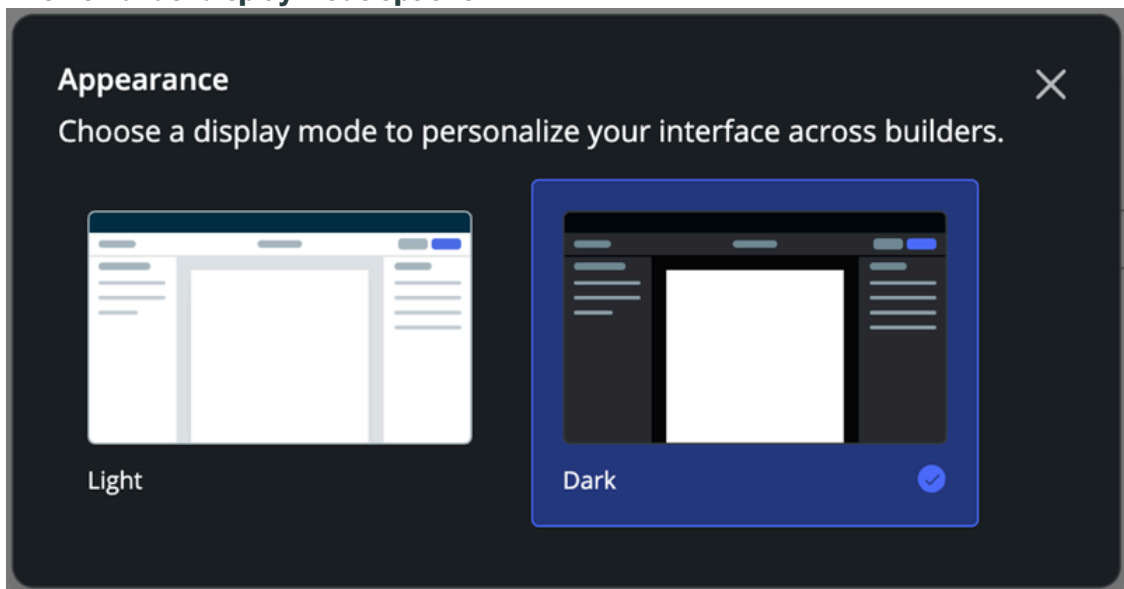 Appearance
Choose a display mode to personalize your interface across builders.
Light
Dark